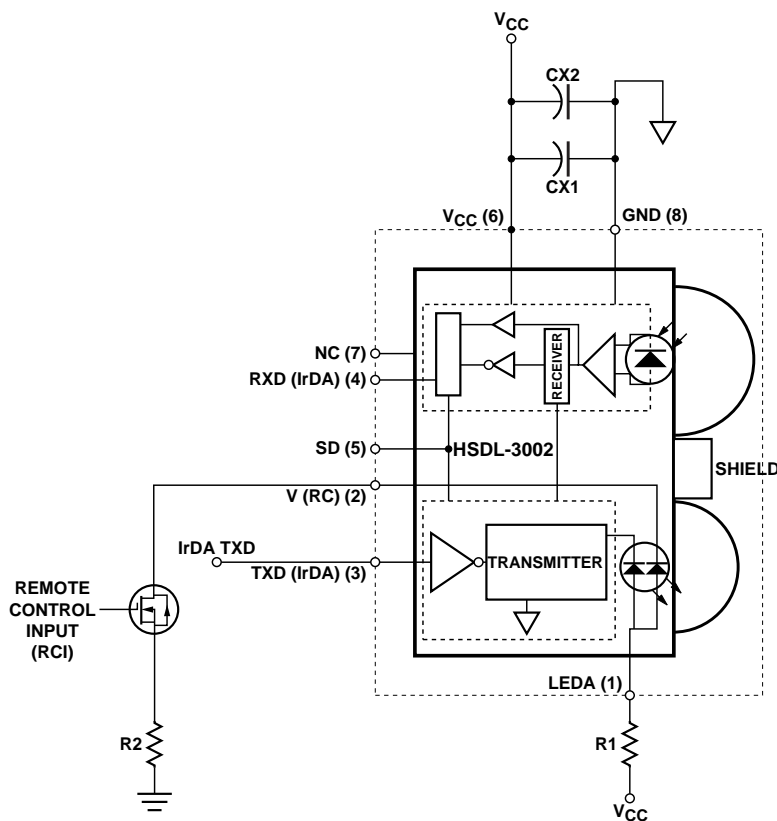 VCC
CX2
CX1
VCC (6)
GND (8)
NC (7)
RXD (IrDA) (4)
RECEIVER
SD (5)
HSDL-3002
SHIELD
V (RC) (2)
IrDA TXD
TXD (IrDA) (3)
TRANSMITTER
REMOTE
CONTROL
INPUT
(RCI)
LEDA (1)
R2
R1
VCC